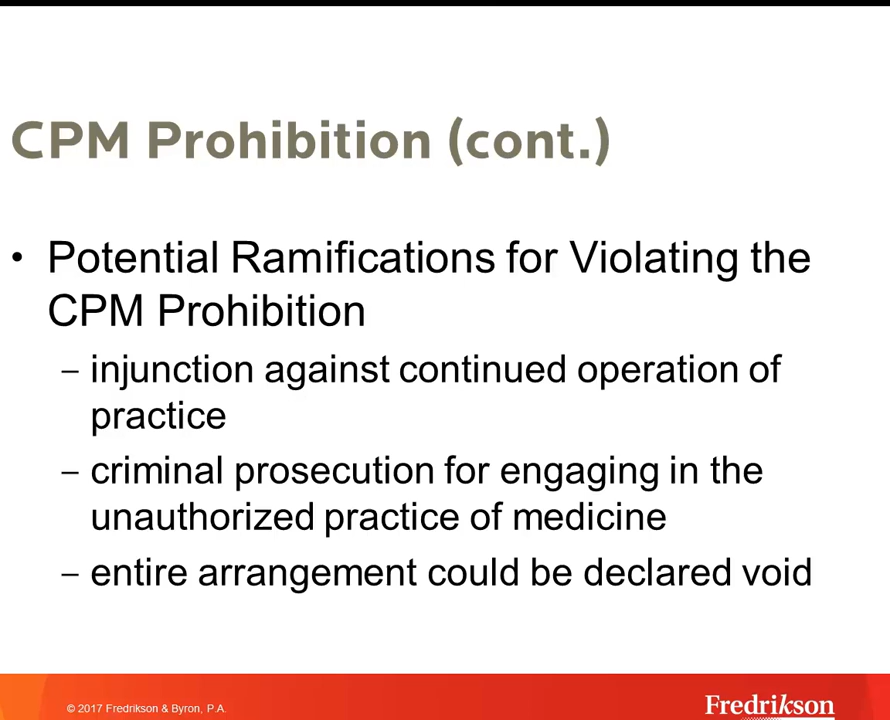 CPM Prohibition (cont.)
• Potential Ramifications for Violating the
CPM Prohibition
– injunction against continued operation of
practice
– criminal prosecution for engaging in the
unauthorized practice of medicine
– entire arrangement could be declared void
© 2017 Fredrikson & Byron, P.A.
Fredrikson